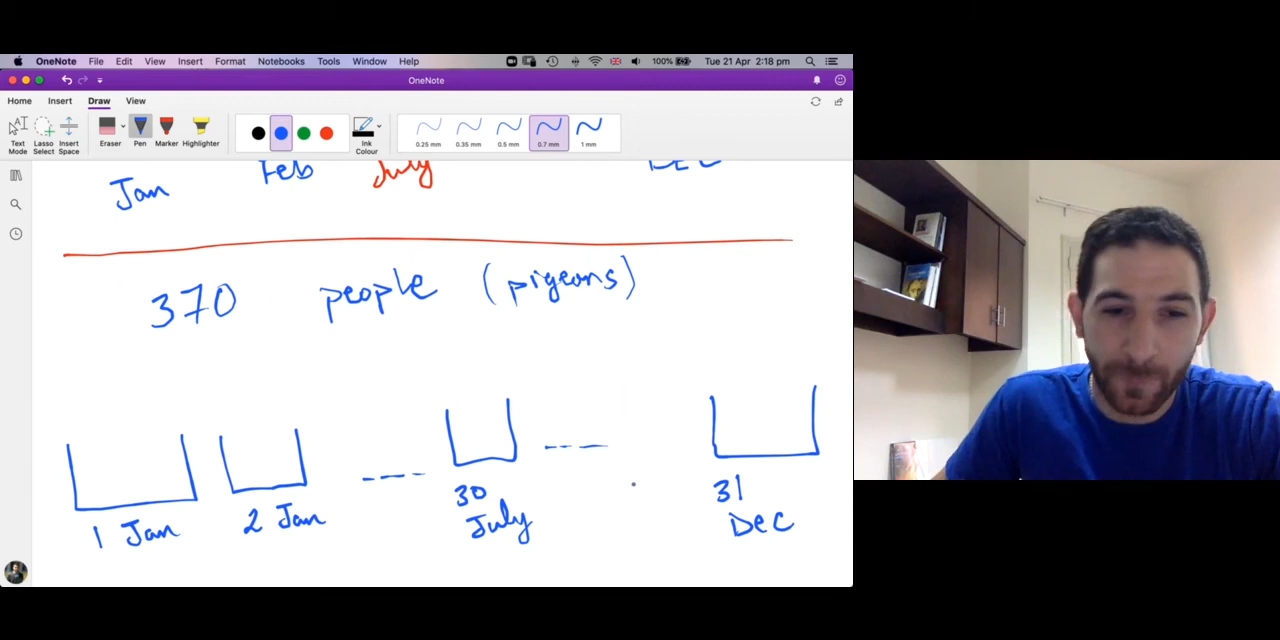 OneNote File Edit View Insert Format Notebooks Tools Window Help 100% Tue 21 Apr 2:18 pm
OneNote
Home Insert Draw View
Text Mode Lasso Select Insert Space Eraser Pen Marker Highlighter Ink Colour 0.25 mm 0.35 mm 0.5 mm 0.7 mm 1 mm
Jan Feb July DEC
370 people (pigeons)
1 Jan 2 Jan 30 July 31 Dec